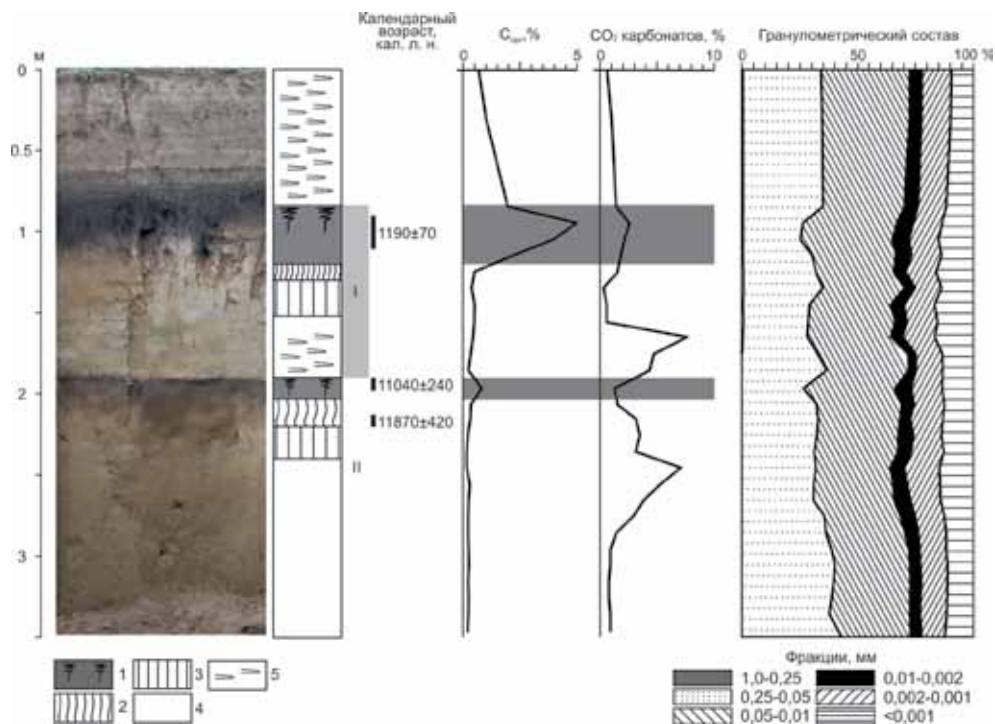 Календарный
возраст,
кал. л. н.
Cорг, %
CO₂ карбонатов, %
Гранулометрический состав
м
0
5
0
10
0
50
100 %
0
0.5
1
2
3
I
II
1190±70
11040±240
11870±420
1
2
3
4
5
Фракции, мм
1,0-0,25
0,25-0,05
0,05-0,01
0,01-0,002
0,002-0,001
<0,001